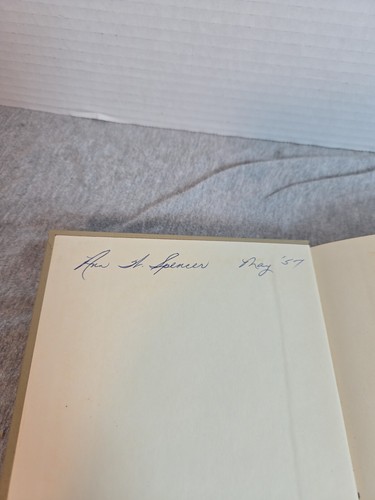 Ann W. Spencer May '57